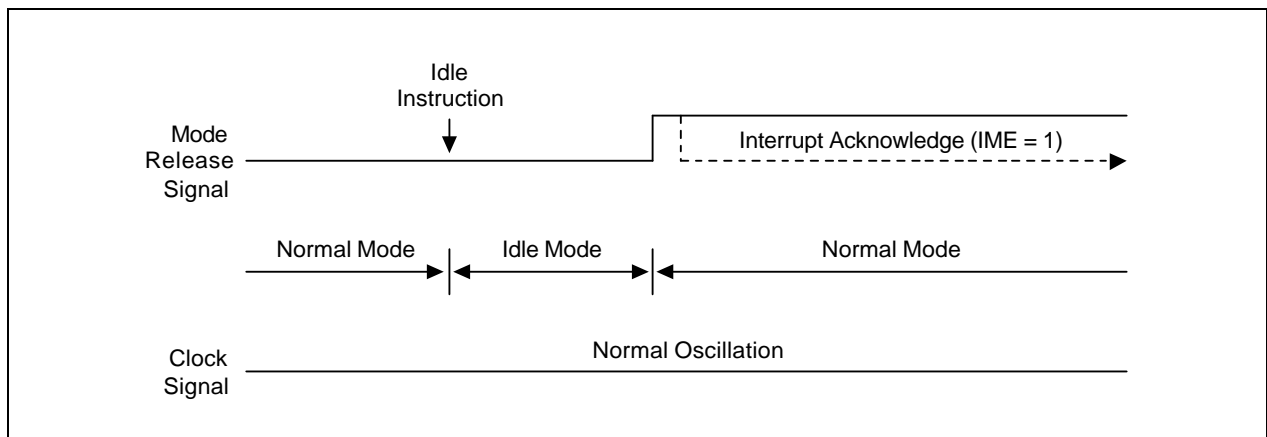 Idle
Instruction
Mode
Release
Signal
Interrupt Acknowledge (IME = 1)
Normal Mode
Idle Mode
Normal Mode
Clock
Signal
Normal Oscillation